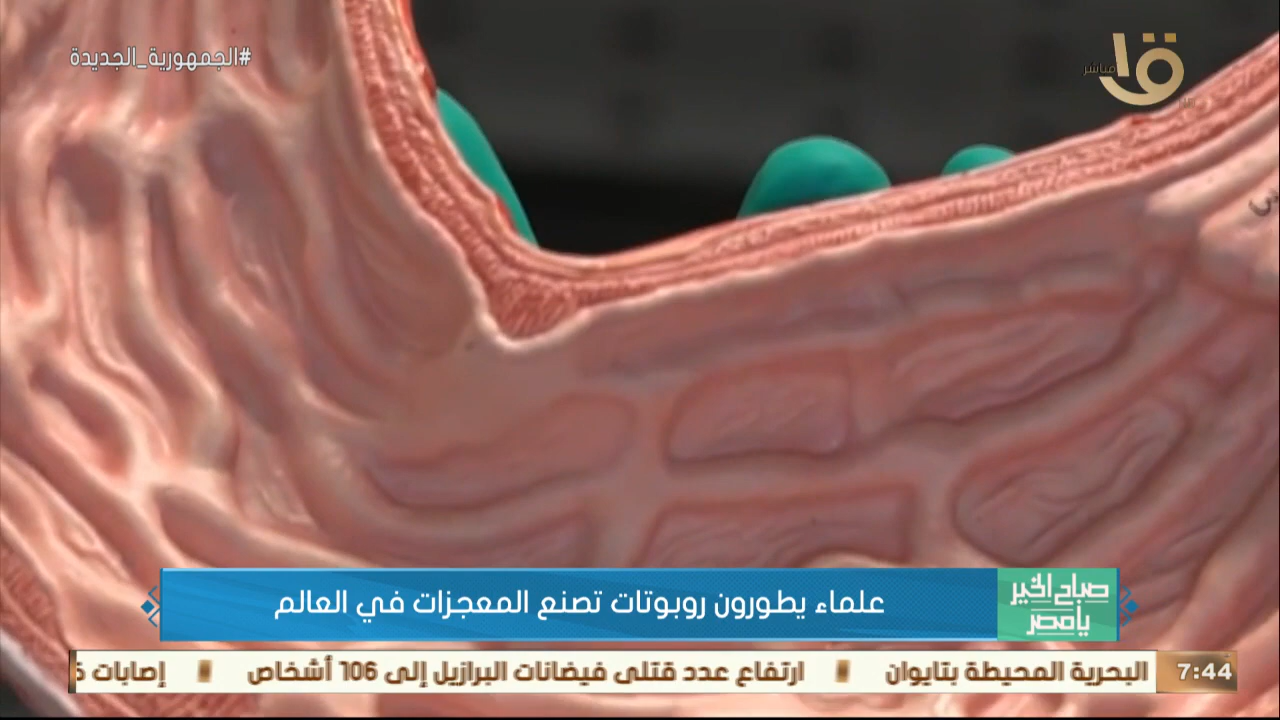 #الجمهورية_الجديدة
مباشر
علماء يطورون روبوتات تصنع المعجزات في العالم
صباح الخير
يا مصر
البحرية المحيطة بتايوان ارتفاع عدد قتلى فيضانات البرازيل إلى 106 أشخاص إصابات
7:44